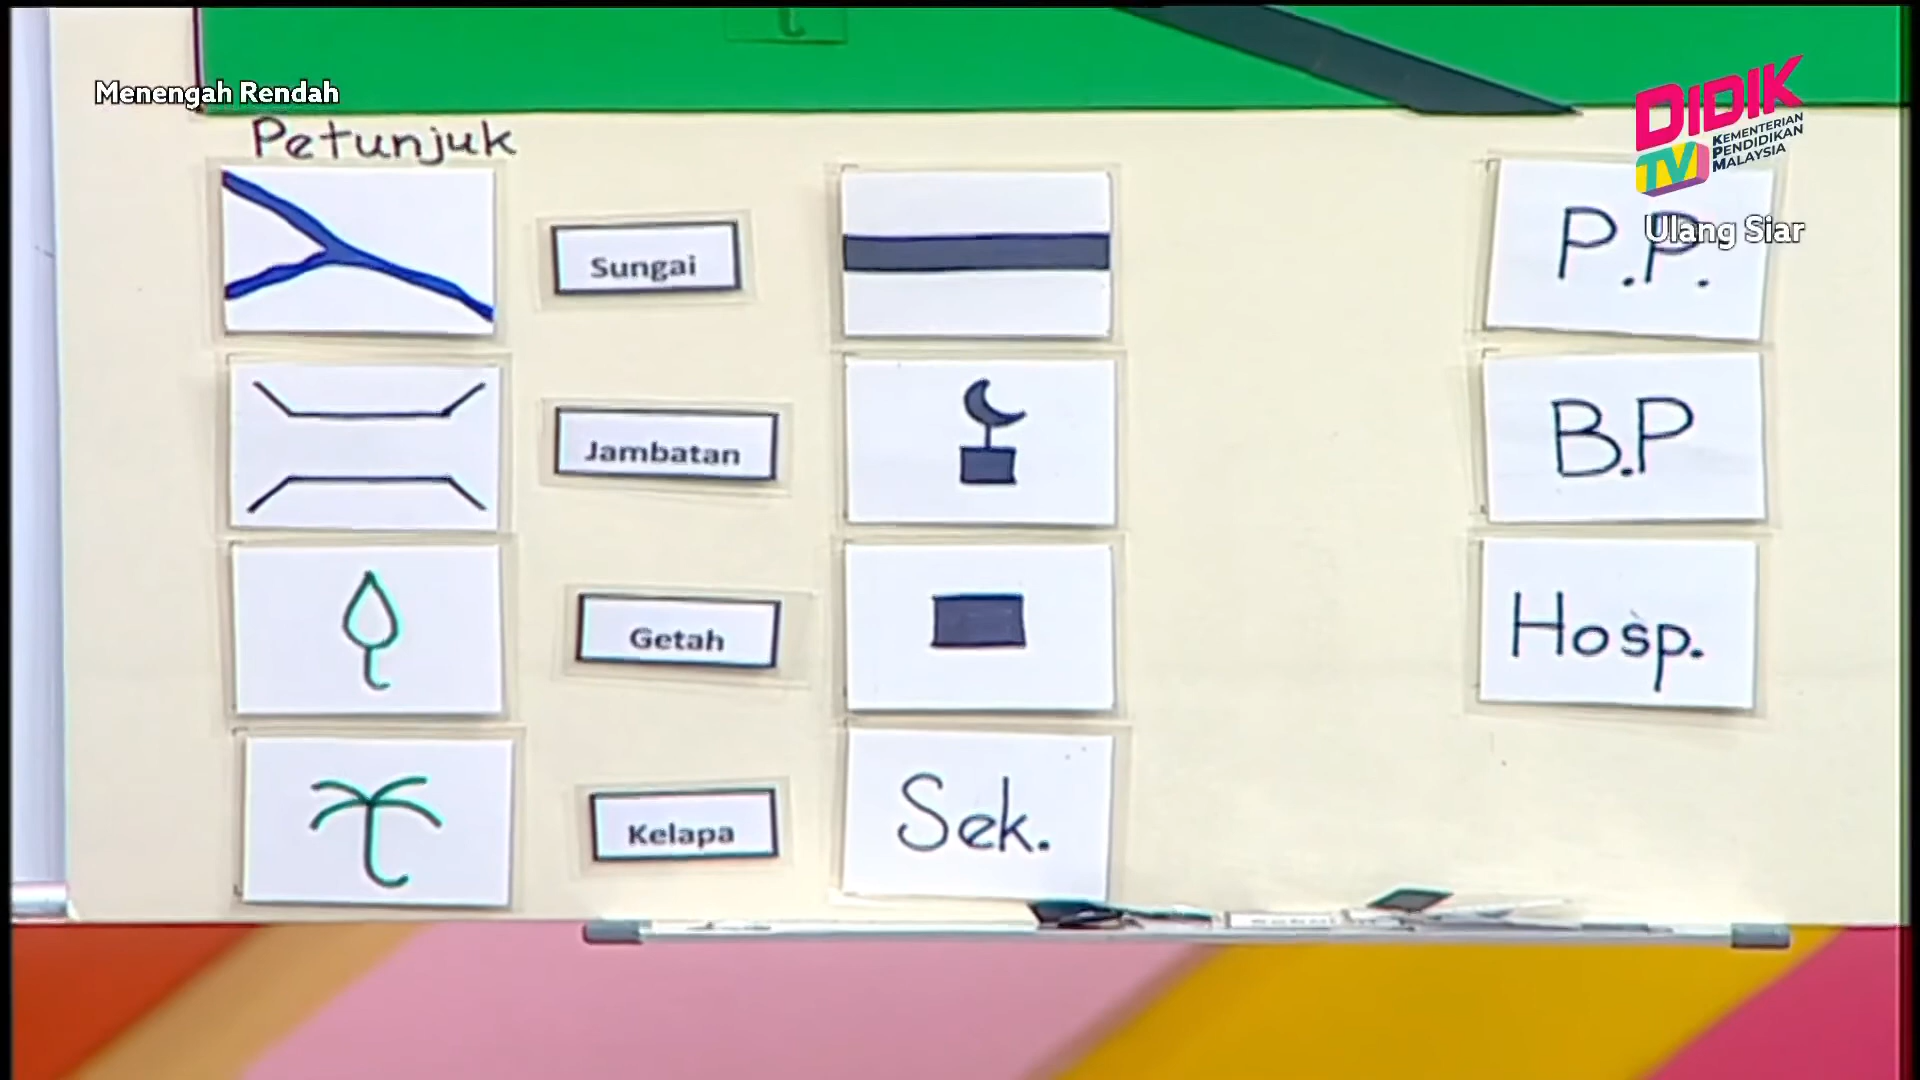 Menengah Rendah
DIDIK
TV
KEMENTERIAN
PENDIDIKAN
MALAYSIA
Ulang Siar
Petunjuk
Sungai
Jambatan
Getah
Kelapa
Sek.
P.P.
B.P
Hosp.